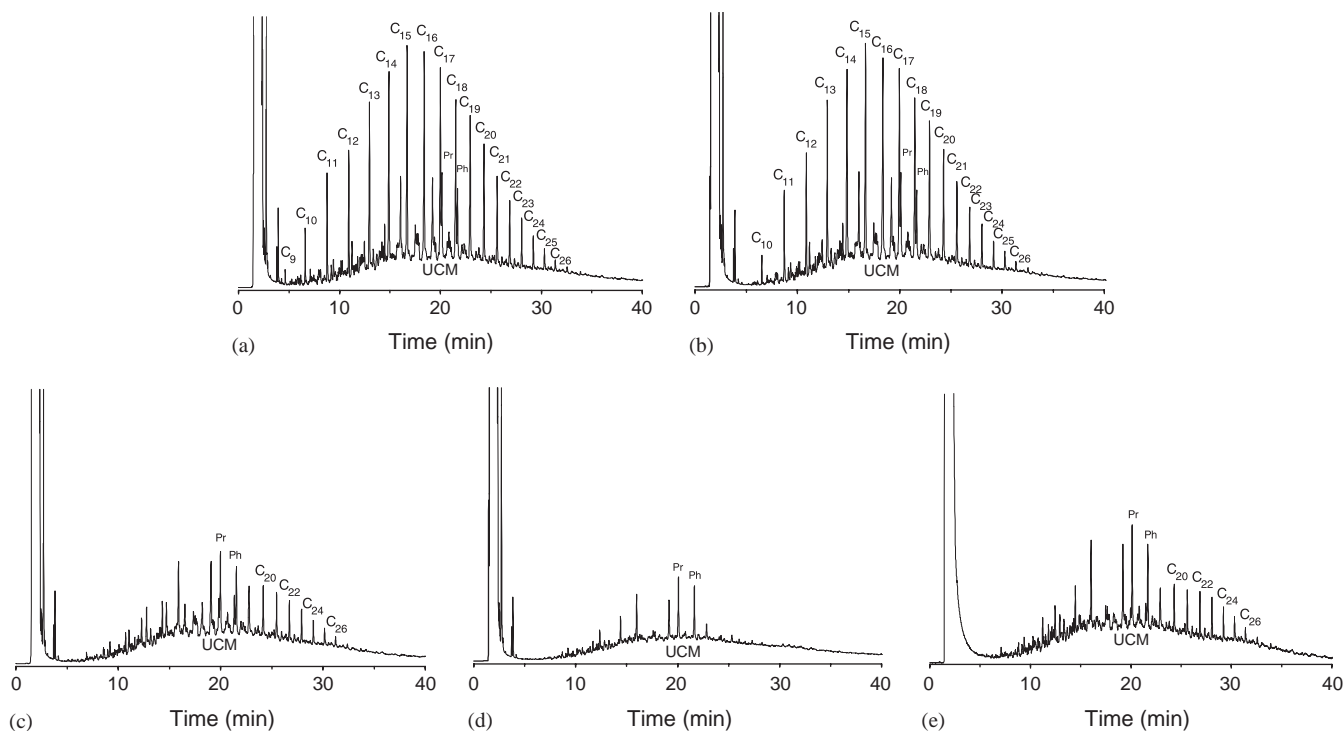 C15 C16
C14 C17
C13 C18
C19
C12 C20
C11 Pr C21
Ph C22
C10 C23
C24
C9 C25
C26
UCM
0 10 20 30 40
(a) Time (min)
C15
C16
C14 C17
C13 C18
C19
C12 C20
C11 Pr C21
Ph C22
C23
C10 C24
C25
C26
UCM
0 10 20 30 40
(b) Time (min)
Pr
Ph
C20
C22
C24
C26
UCM
0 10 20 30 40
(c) Time (min)
Pr
Ph
UCM
0 10 20 30 40
(d) Time (min)
Pr
Ph
C20
C22
C24
C26
UCM
0 10 20 30 40
(e) Time (min)